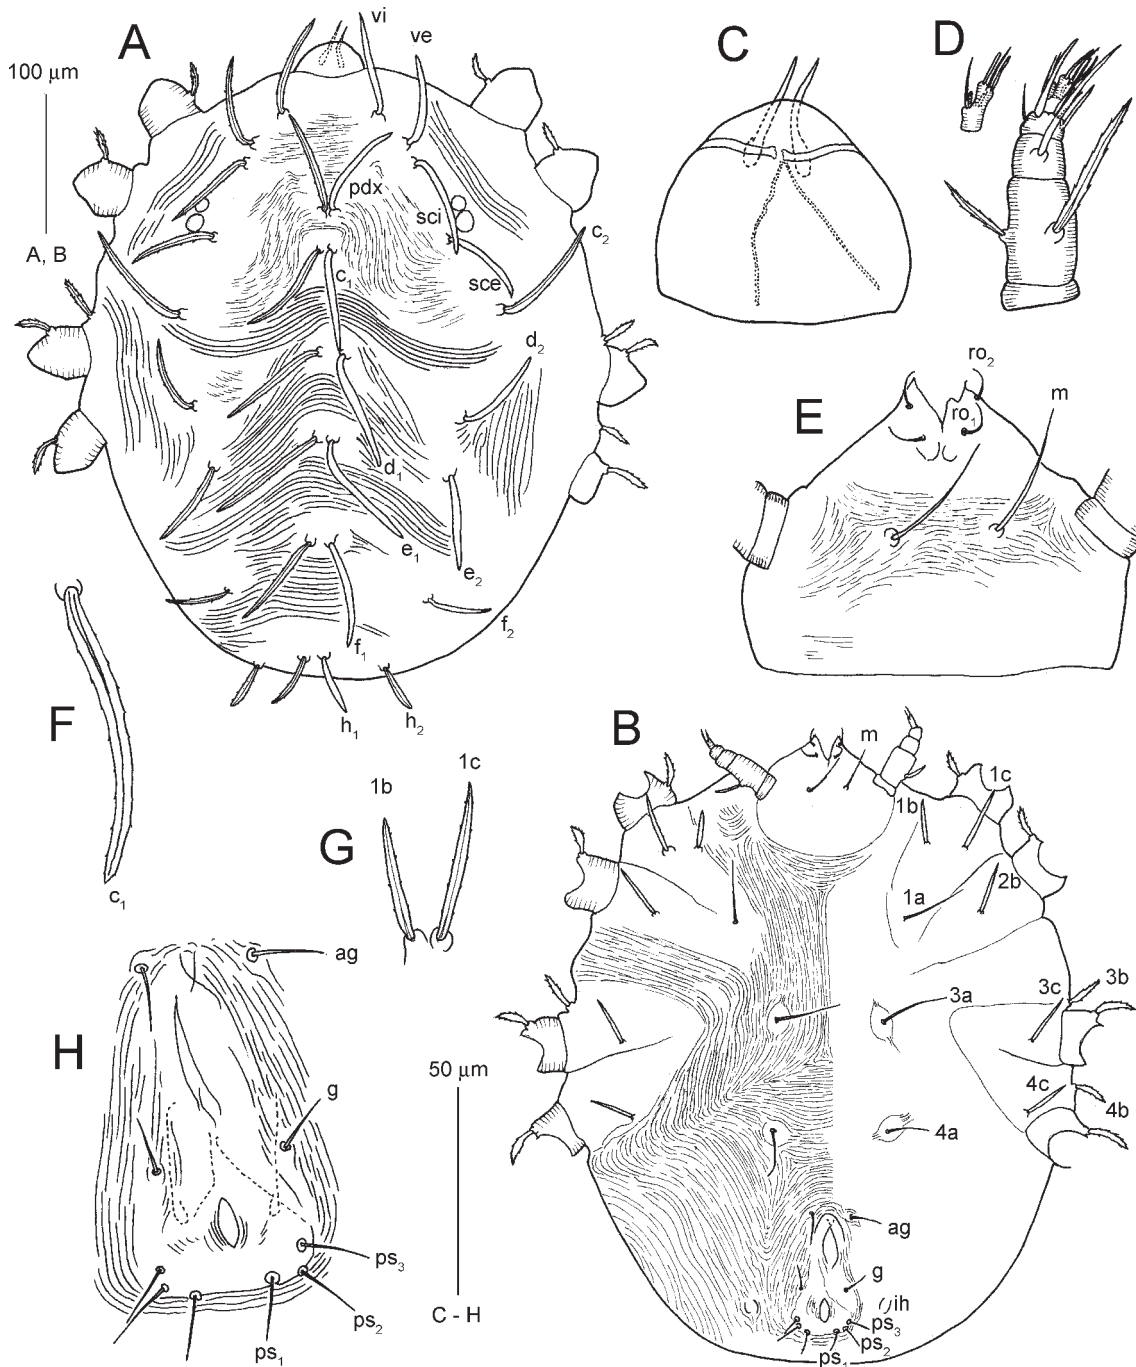 A
100 µm
A, B
vi
ve
pdx
sci
sce
c1
c2
d2
d1
e1
e2
f1
f2
h1
h2
C
D
E
ro2
ro1
m
F
c1
G
1b
1c
B
m
1b
1c
1a
2b
3a
3c
3b
4c
4b
4a
ag
g
ih
ps3
ps2
ps1
H
ag
g
ps3
ps2
ps1
50 µm
C - H